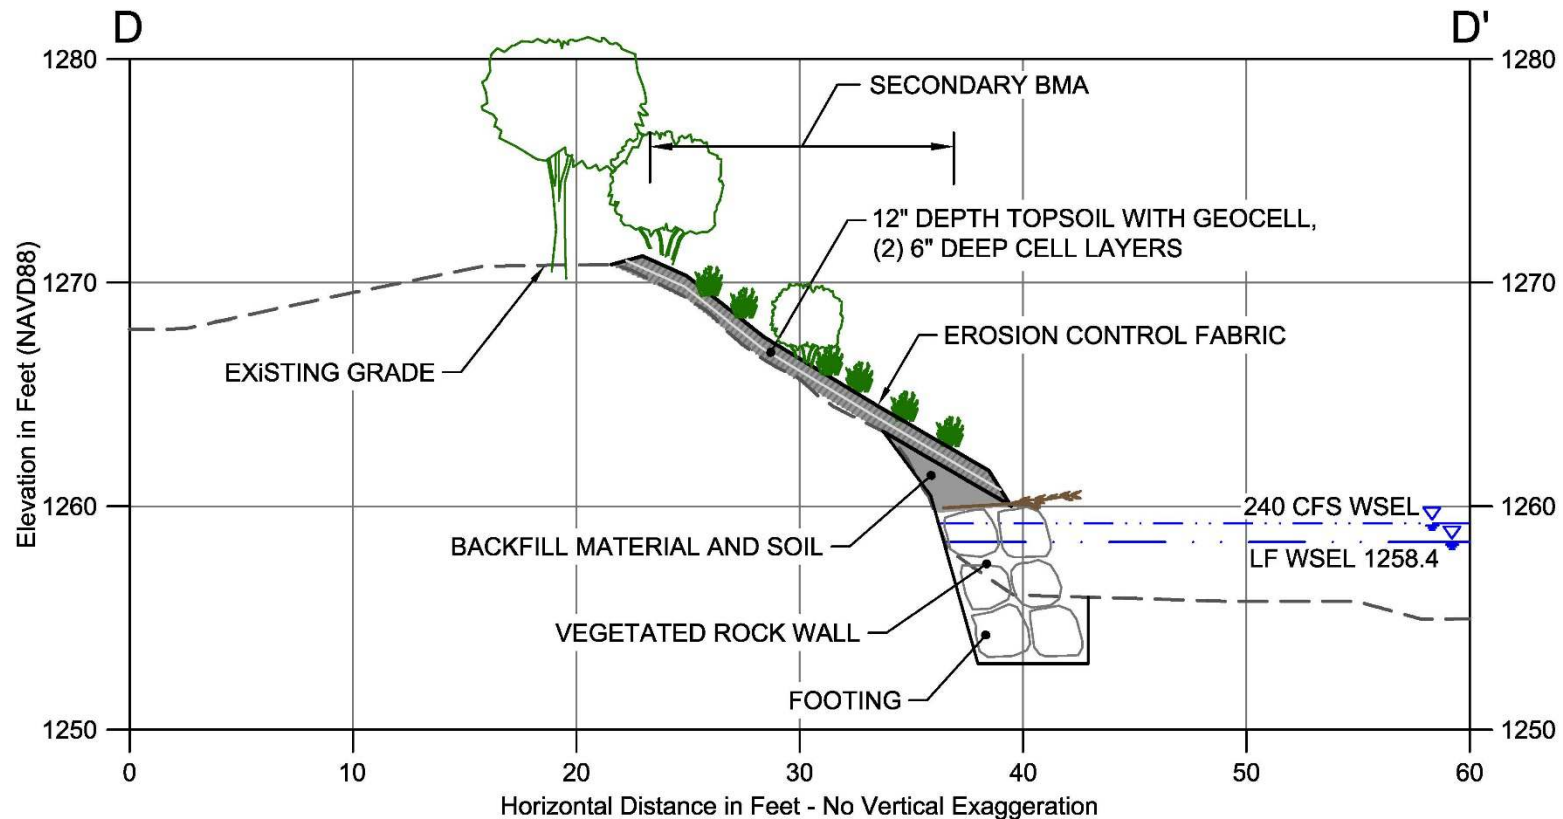 D
D'
1280
1280
SECONDARY BMA
12" DEPTH TOPSOIL WITH GEOCELL,
(2) 6" DEEP CELL LAYERS
1270
1270
EROSION CONTROL FABRIC
EXiSTING GRADE
Elevation in Feet (NAVD88)
1260
240 CFS WSEL
1260
BACKFILL MATERIAL AND SOIL
LF WSEL 1258.4
VEGETATED ROCK WALL
FOOTING
1250
1250
0
10
20
30
40
50
60
Horizontal Distance in Feet - No Vertical Exaggeration